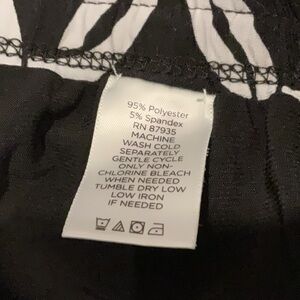 95% Polyester
5% Spandex
RN 87935
MACHINE
WASH COLD
SEPARATELY
GENTLE CYCLE
ONLY NON-
CHLORINE BLEACH
WHEN NEEDED
TUMBLE DRY LOW
LOW IRON
IF NEEDED